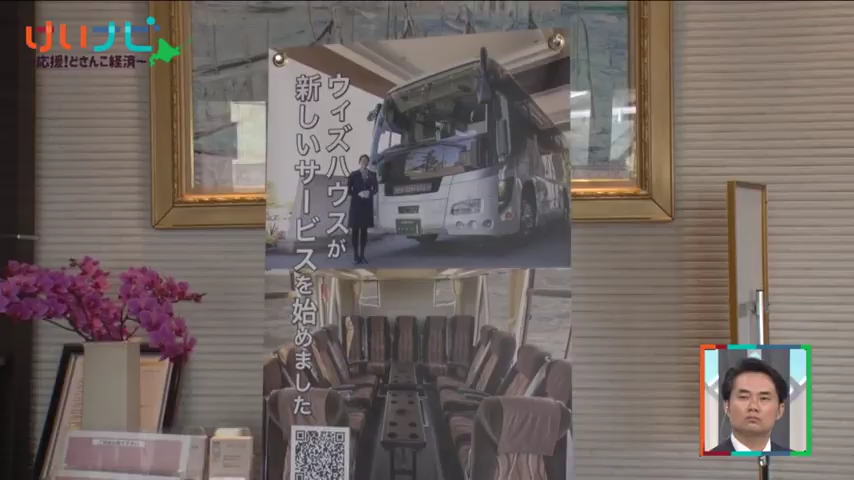 けいナビ
応援!どさんこ経済
ウィズハウスが
新しいサービスを始めました